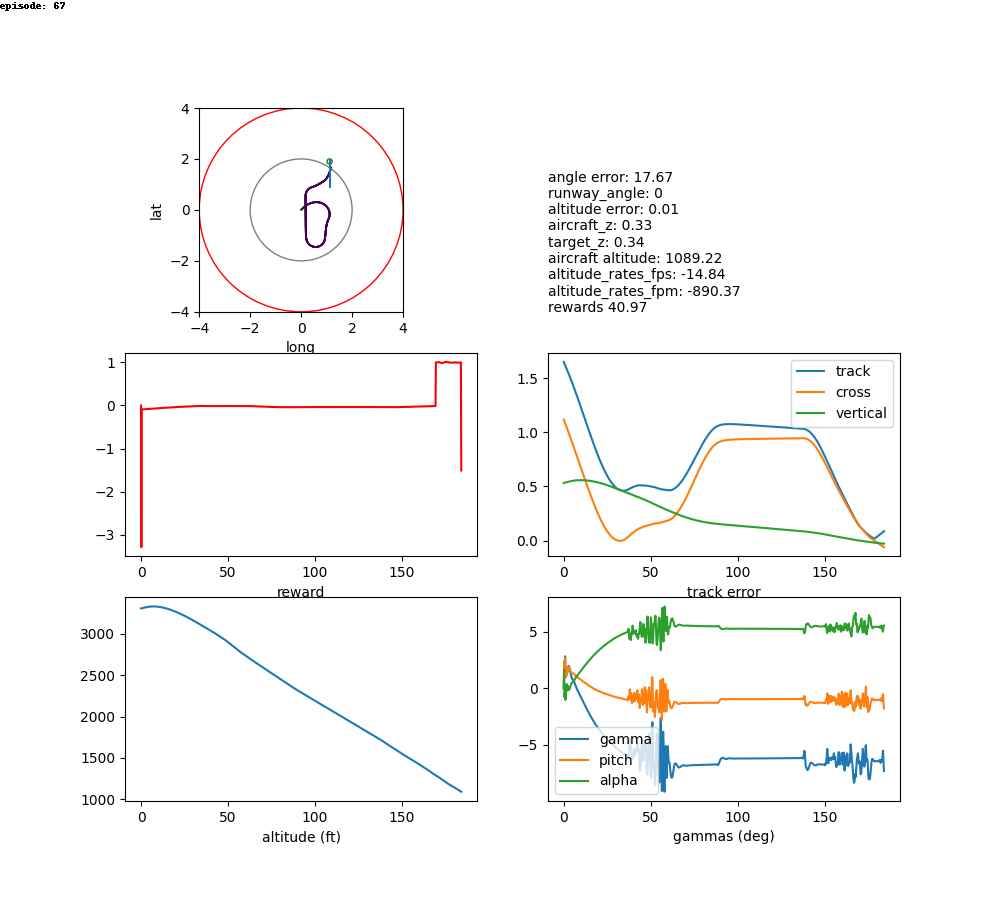 episode: 67
4
2
0
−2
−4
lat
−4
−2
0
2
4
long
angle error: 17.67
runway_angle: 0
altitude error: 0.01
aircraft_z: 0.33
target_z: 0.34
aircraft altitude: 1089.22
altitude_rates_fps: -14.84
altitude_rates_fpm: -890.37
rewards 40.97
1
0
−1
−2
−3
0
50
100
150
reward
1.5
1.0
0.5
0.0
track
cross
vertical
0
50
100
150
track error
3000
2500
2000
1500
1000
0
50
100
150
altitude (ft)
5
0
−5
gamma
pitch
alpha
0
50
100
150
gammas (deg)